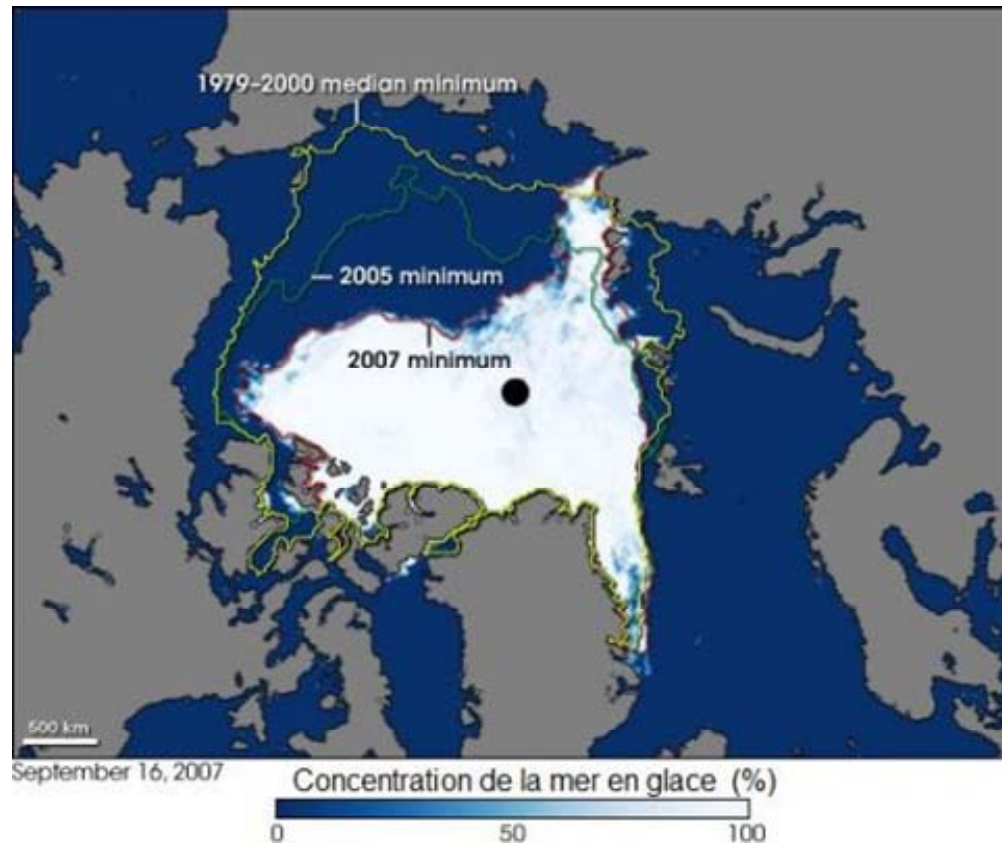 1979-2000 median minimum
2005 minimum
2007 minimum
500 km
September 16, 2007
Concentration de la mer en glace (%)
0 50 100